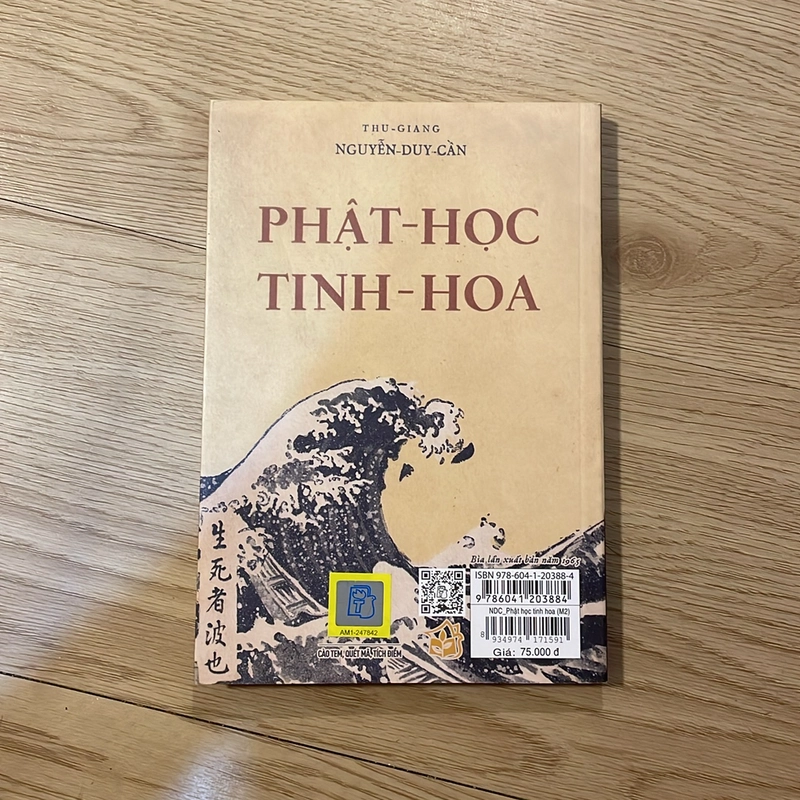 THU-GIANG
NGUYỄN-DUY-CẦN
PHẬT-HỌC
TINH-HOA
生死者波也
Bìa lần xuất bản năm 1965
ISBN 978-604-1-20388-4
9 786041 203884
NDC_Phật học tinh hoa (M2)
8 934974 171591
Giá: 75.000 đ
T
AM1-247842
CÀO TEM, QUÉT MÃ, TÍCH ĐIỂM